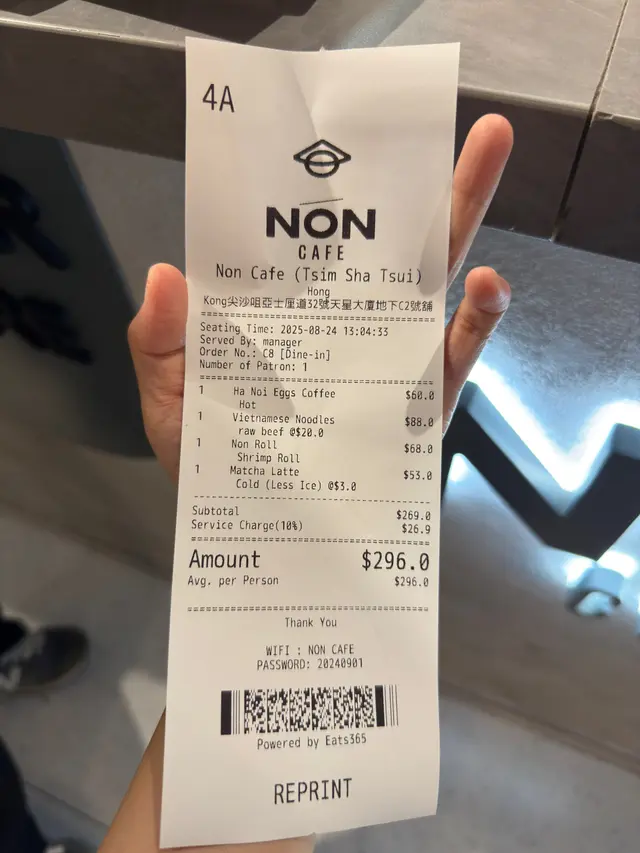 4A
NON
CAFE
Non Cafe (Tsim Sha Tsui)
Hong
Kong尖沙咀亞士厘道32號天星大廈地下C2號舖
Seating Time: 2025-08-24 13:04:33
Served By: manager
Order No.: C8 [Dine-in]
Number of Patron: 1
1 Ha Noi Eggs Coffee $60.0
Hot
1 Vietnamese Noodles $88.0
raw beef @$20.0
1 Non Roll $68.0
Shrimp Roll
1 Matcha Latte $53.0
Cold (Less Ice) @$3.0
Subtotal $269.0
Service Charge(10%) $26.9
Amount $296.0
Avg. per Person $296.0
Thank You
WIFI : NON CAFE
PASSWORD: 20240901
Powered by Eats365
REPRINT